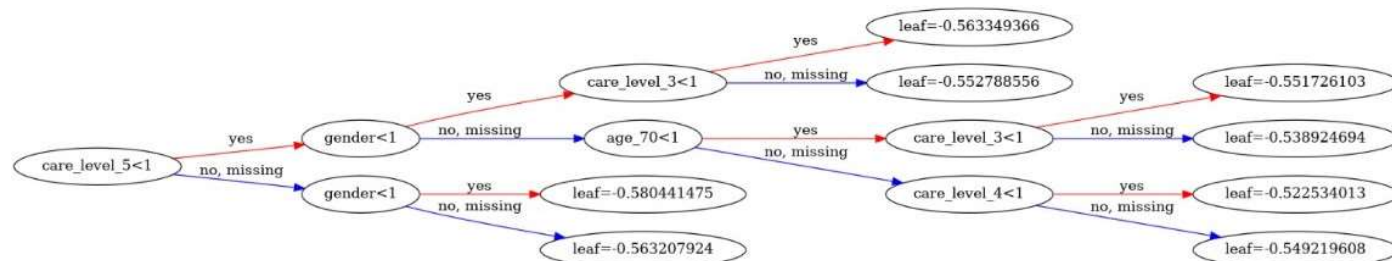 leaf=-0.563349366
yes
care_level_3<1
no, missing
leaf=-0.552788556
leaf=-0.551726103
yes
yes
gender<1
no, missing
age_70<1
yes
care_level_3<1
no, missing
leaf=-0.538924694
yes
no, missing
care_level_5<1
no, missing
gender<1
yes
leaf=-0.580441475
care_level_4<1
yes
leaf=-0.522534013
no, missing
no, missing
leaf=-0.563207924
leaf=-0.549219608